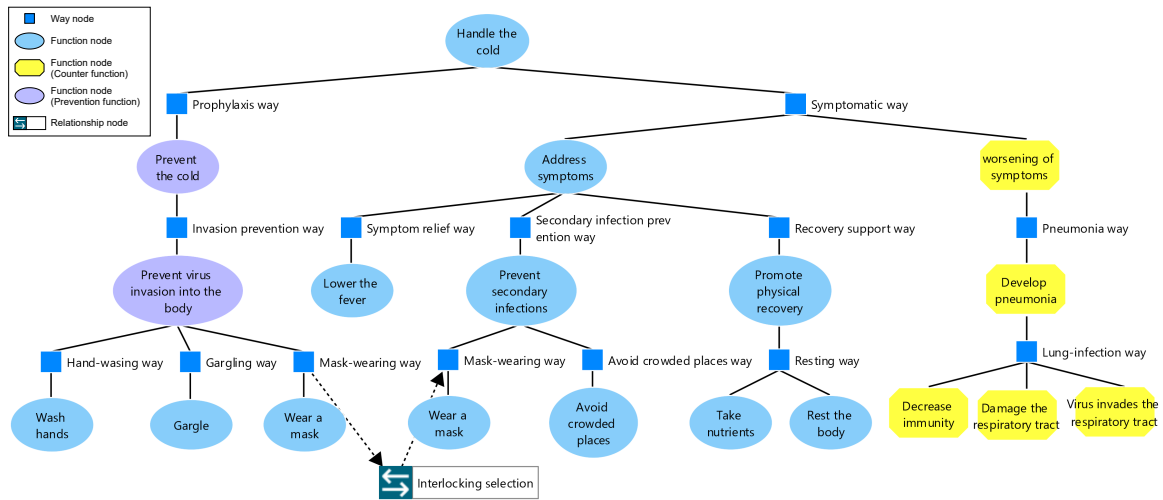 Way node
Function node
Function node
(Counter function)
Function node
(Prevention function)
Relationship node
Handle the
cold
Prophylaxis way
Symptomatic way
Prevent
the cold
Address
symptoms
worsening of
symptoms
Invasion prevention way
Symptom relief way
Secondary infection prev
ention way
Recovery support way
Pneumonia way
Prevent virus
invasion into the
body
Lower the
fever
Prevent
secondary
infections
Promote
physical
recovery
Develop
pneumonia
Hand-wasing way
Gargling way
Mask-wearing way
Mask-wearing way
Avoid crowded places way
Resting way
Lung-infection way
Wash
hands
Gargle
Wear a
mask
Wear a
mask
Avoid
crowded
places
Take
nutrients
Rest the
body
Decrease
immunity
Damage the
respiratory tract
Virus invades the
respiratory tract
Interlocking selection